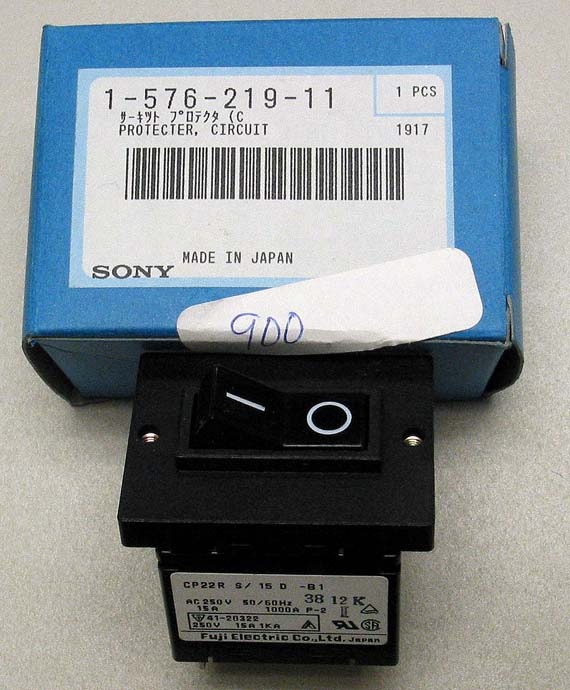 1-576-219-11
1 PCS
サーキット プロテクタ (C
PROTECTER, CIRCUIT
1917
MADE IN JAPAN
SONY
900
CP22R S/ 15 D -B1
AC 250V 50/60Hz 38 12 K
15A 1000A P-2 I
41-20322
250V 15A 1KA
Fuji Electric Co.,Ltd. Japan